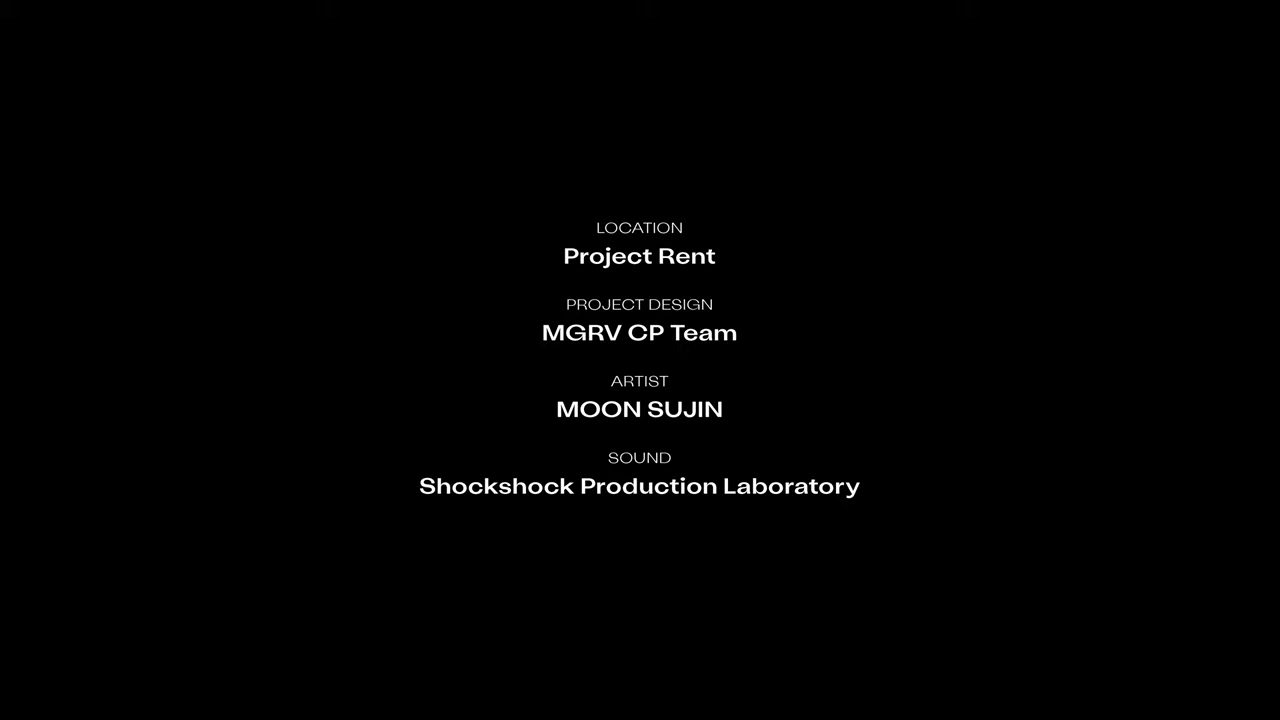 LOCATION
Project Rent
PROJECT DESIGN
MGRV CP Team
ARTIST
MOON SUJIN
SOUND
Shockshock Production Laboratory